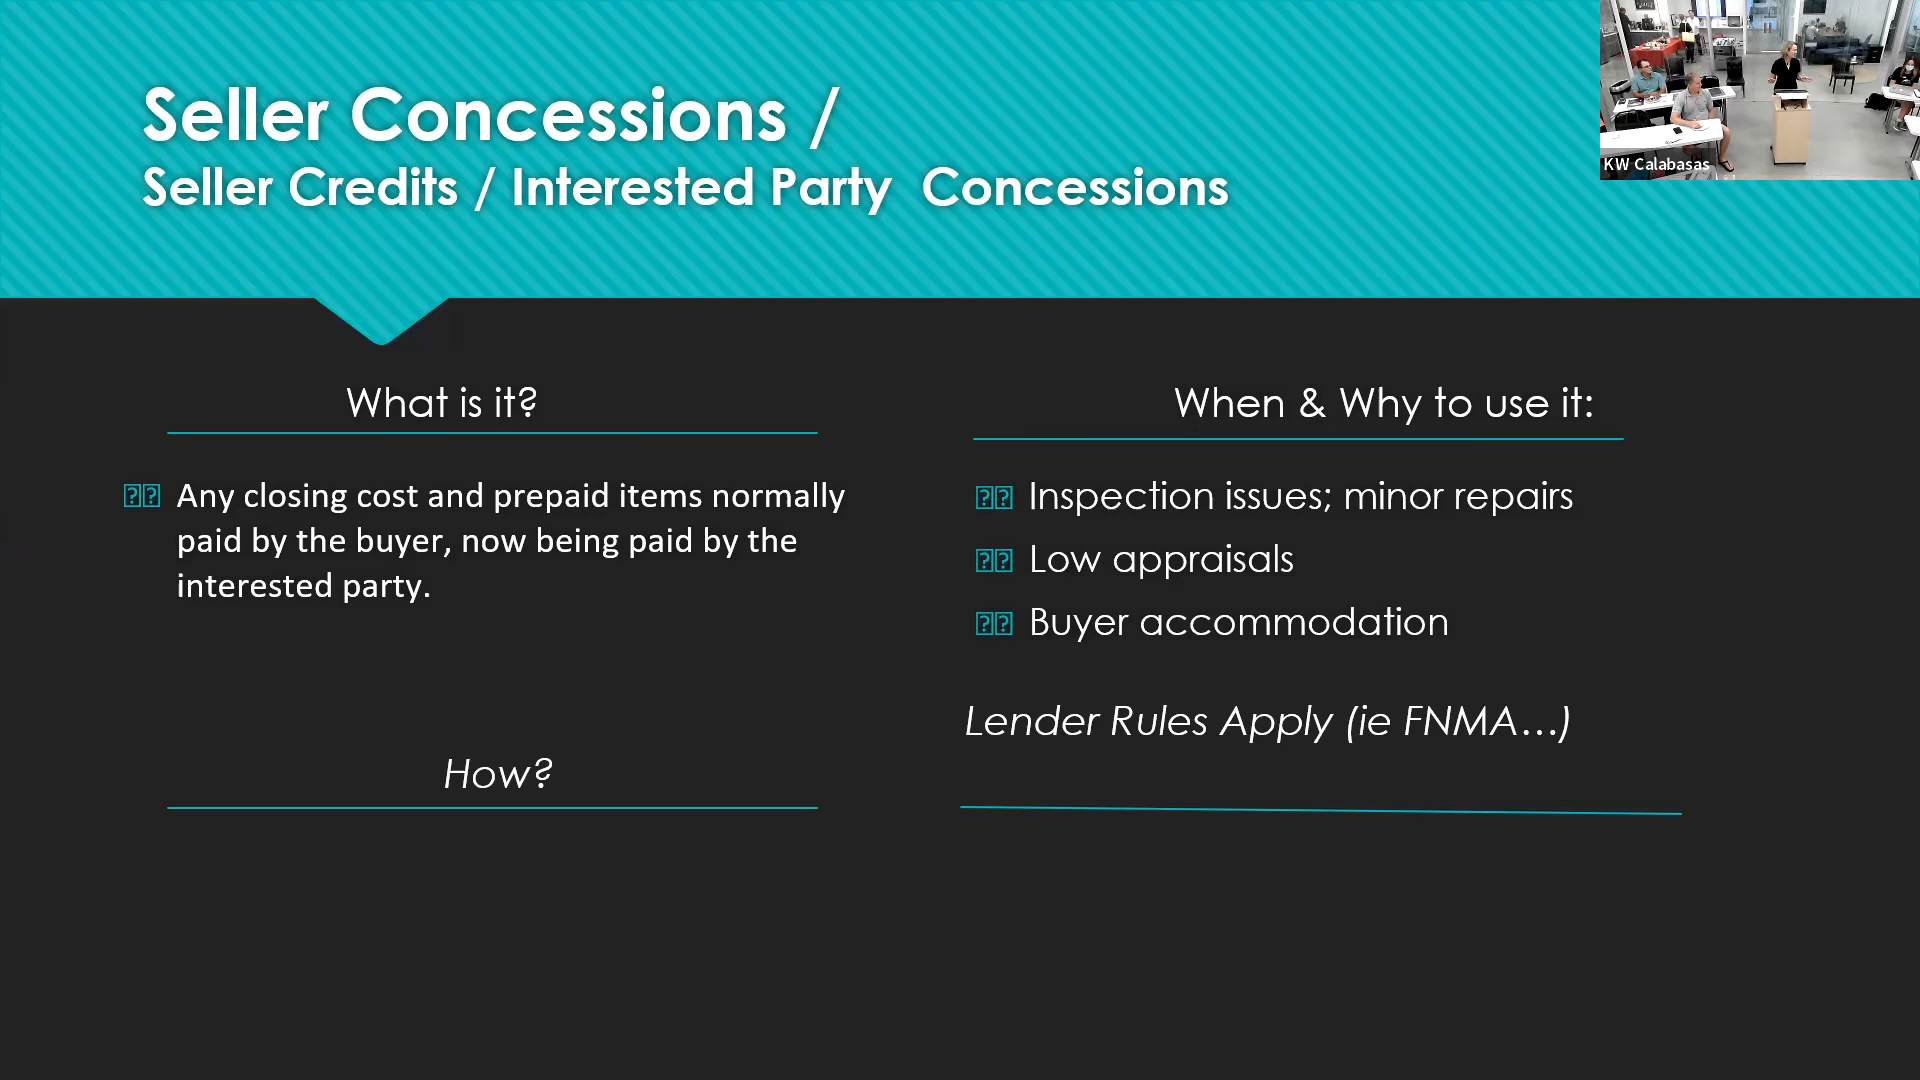 Seller Concessions /
Seller Credits / Interested Party Concessions
KW Calabasas
What is it?
Any closing cost and prepaid items normally
paid by the buyer, now being paid by the
interested party.
How?
When & Why to use it:
Inspection issues; minor repairs
Low appraisals
Buyer accommodation
Lender Rules Apply (ie FNMA...)